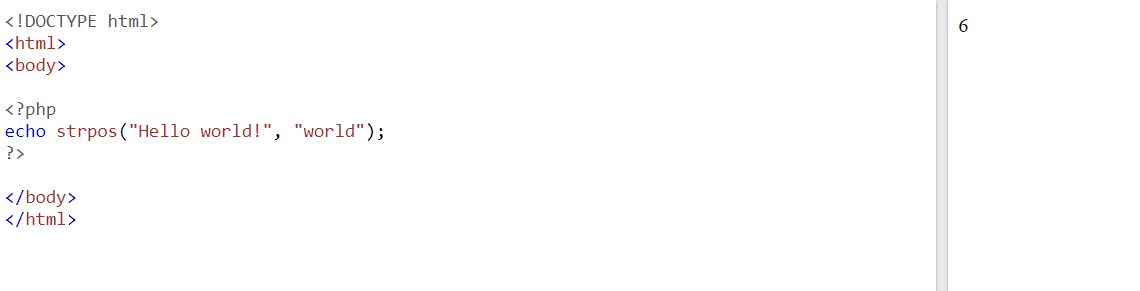 <!DOCTYPE html>
<html>
<body>
<?php
echo strpos("Hello world!", "world");
?>
</body>
</html>
6